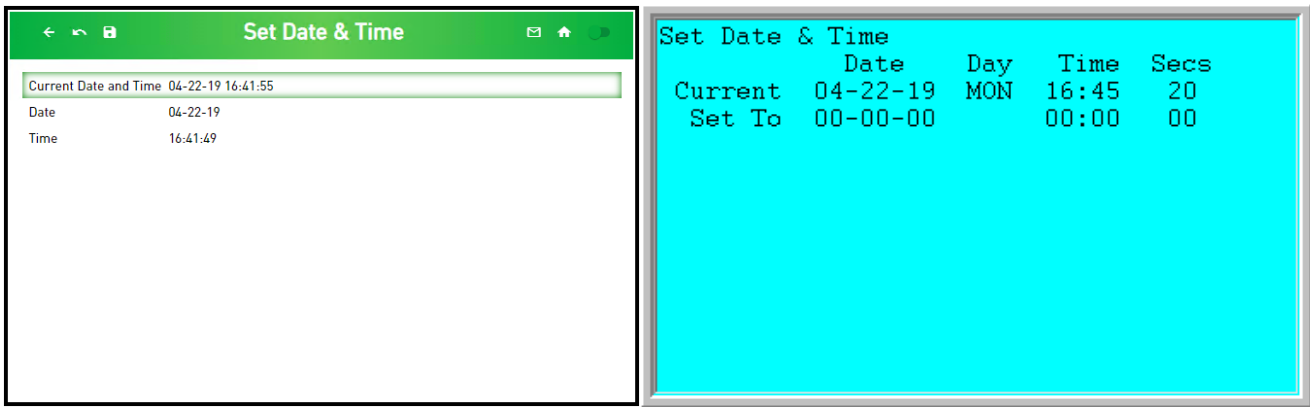 Set Date & Time
Current Date and Time 04-22-19 16:41:55
Date 04-22-19
Time 16:41:49
Set Date & Time
Date Day Time Secs
Current 04-22-19 MON 16:45 20
Set To 00-00-00 00:00 00